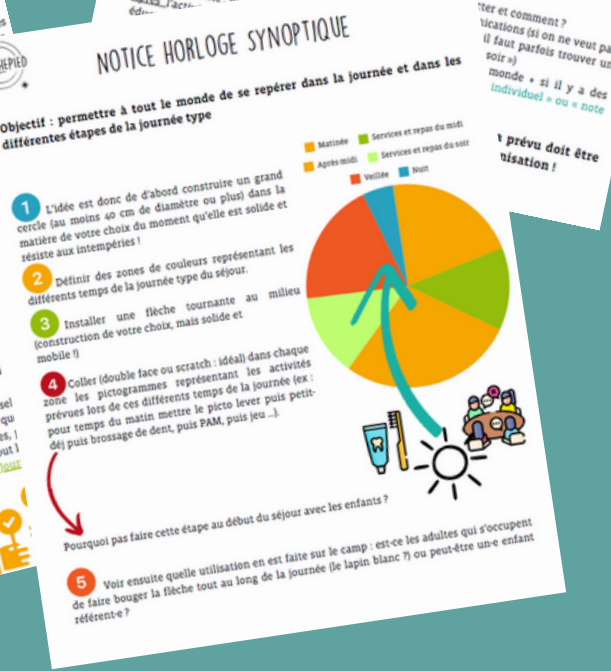 NOTICE HORLOGE SYNOPTIQUE
Objectif : permettre à tout le monde de se repérer dans la journée et dans les
différentes étapes de la journée type
Matinée
Services et repas du midi
Après-midi
Services et repas du soir
Veillée
Nuit
1 L'idée est donc de d'abord construire un grand
cercle (au moins 40 cm de diamètre ou plus) dans la
matière de votre choix du moment qu'elle est solide et
résiste aux intempéries !
2 Définir des zones de couleurs représentant les
différents temps de la journée type du séjour.
3 Installer une flèche tournante au milieu
(construction de votre choix, mais solide et
mobile !)
4 Coller (double face ou scratch : idéal) dans chaque
zone les pictogrammes représentant les activités
prévues lors de ces différents temps de la journée (ex :
pour temps du matin mettre le picto lever puis petit-
déj puis brossage de dent, puis PAM, puis jeu ...).
Pourquoi pas faire cette étape au début du séjour avec les enfants ?
5 Voir ensuite quelle utilisation en est faite sur le camp : est-ce les adultes qui s'occupent
de faire bouger la flèche tout au long de la journée (le lapin blanc ?) ou peut-être un·e enfant
référent·e ?
ter et comment ?
ications (si on ne veut pa
il faut parfois trouver un
soir »)
monde + si il y a des
individuel » ou « note
prévu doit être
nisation !
HEPIED